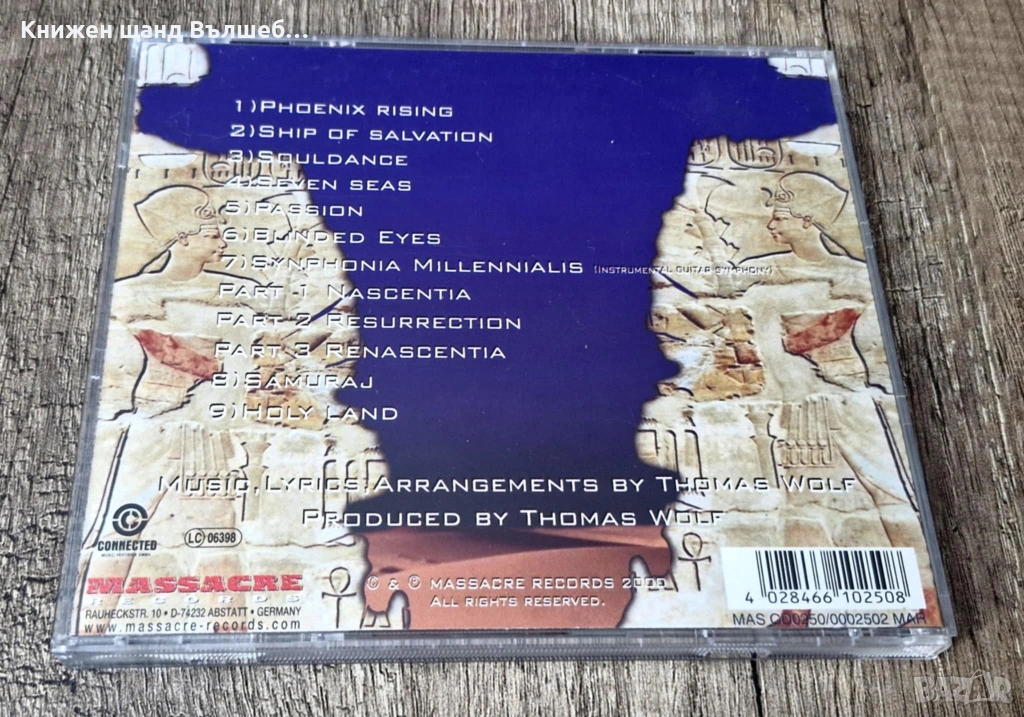 Книжен шанд Вълшеб...
1) Phoenix rising
2) Ship of salvation
3) Souldance
4) Seven seas
5) Passion
6) Blinded Eyes
7) Synphonia Millennialis (instrumental guitar symphony)
Part 1 Nascentia
Part 2 Resurrection
Part 3 Renascentia
8) Samuraj
9) Holy land
Music, Lyrics, Arrangements by Thomas Wolf
Produced by Thomas Wolf
CONNECTED
LC 06398
MASSACRE
RECORDS
RAUHECKSTR. 10 • D-74232 ABSTATT • GERMANY
www.massacre-records.com
© & ℗ Massacre Records 2000
All rights reserved.
4 028466 102508
MAS CD0250/0002502 MAR
BAZAR